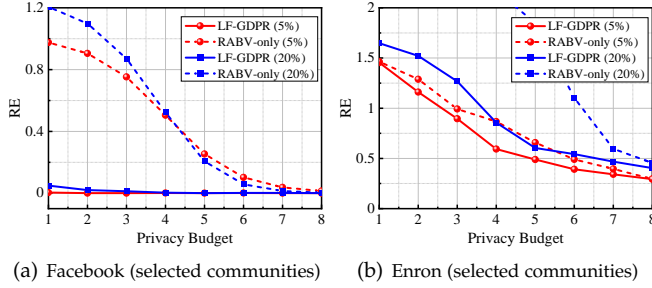 1.2
0.8
0.4
0
RE
LF-GDPR (5%)
RABV-only (5%)
LF-GDPR (20%)
RABV-only (20%)
1 2 3 4 5 6 7 8
Privacy Budget
(a) Facebook (selected communities)
2
1.5
1
0.5
0
RE
LF-GDPR (5%)
RABV-only (5%)
LF-GDPR (20%)
RABV-only (20%)
1 2 3 4 5 6 7 8
Privacy Budget
(b) Enron (selected communities)